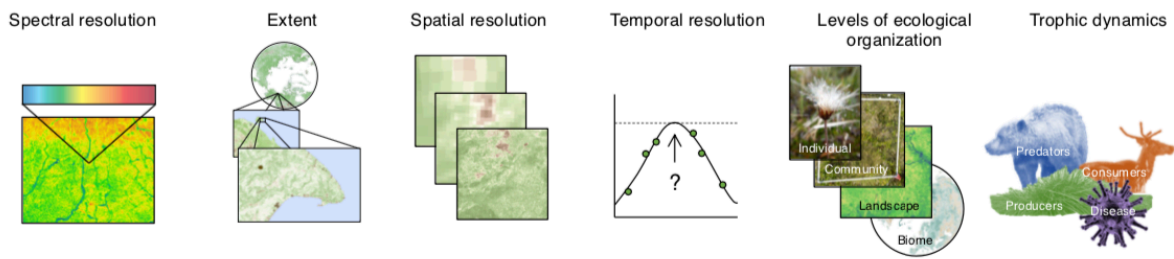 Spectral resolution
Extent
Spatial resolution
Temporal resolution
Levels of ecological
organization
Trophic dynamics
?
Individual
Community
Landscape
Biome
Predators
Consumers
Producers
Disease